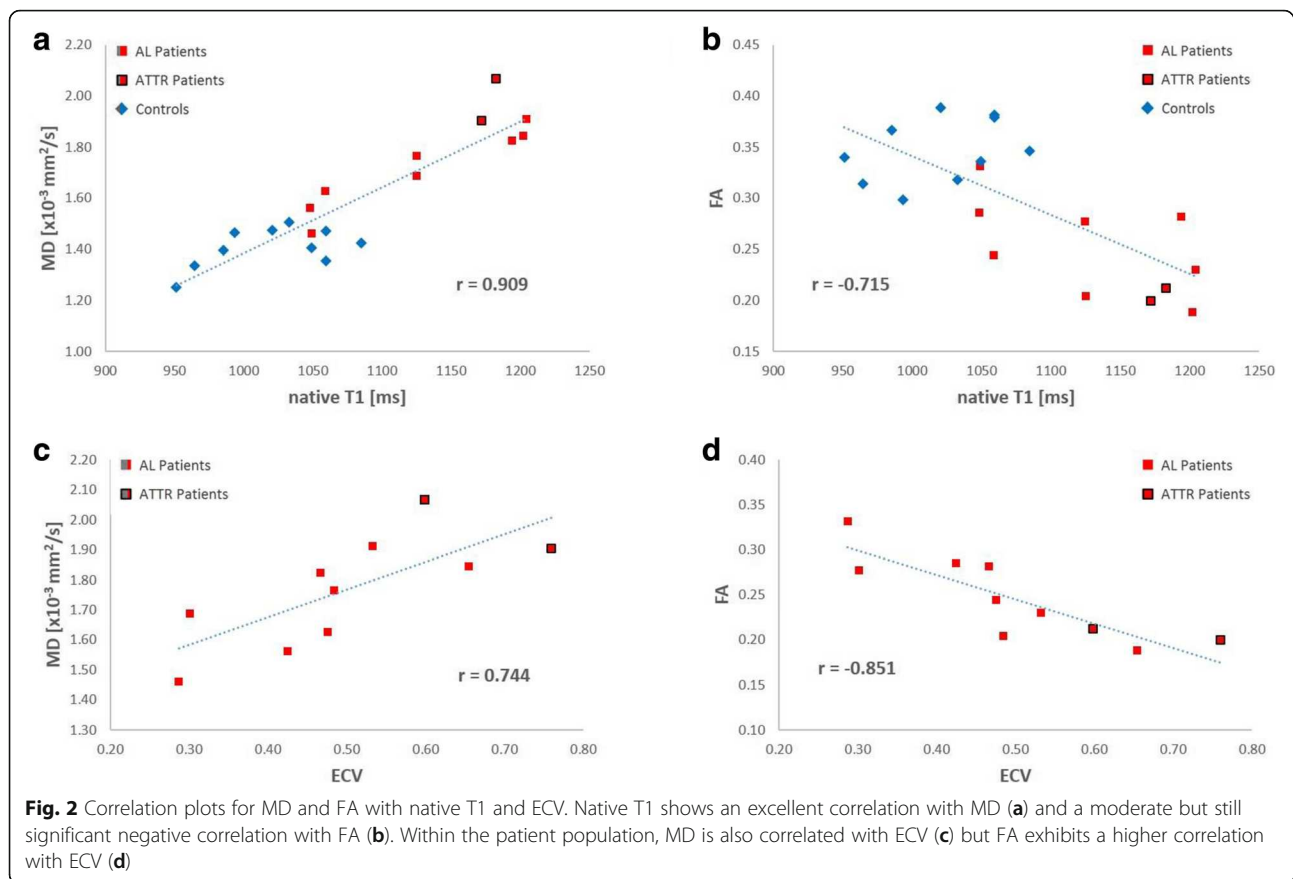 a
2.20
2.00
1.80
1.60
1.40
1.20
1.00
MD [x10-3 mm2/s]
AL Patients
ATTR Patients
Controls
r = 0.909
900 950 1000 1050 1100 1150 1200 1250
native T1 [ms]
b
0.45
0.40
0.35
0.30
0.25
0.20
0.15
FA
AL Patients
ATTR Patients
Controls
r = -0.715
900 950 1000 1050 1100 1150 1200 1250
native T1 [ms]
c
2.20
2.10
2.00
1.90
1.80
1.70
1.60
1.50
1.40
1.30
MD [x10-3 mm2/s]
AL Patients
ATTR Patients
r = 0.744
0.20 0.30 0.40 0.50 0.60 0.70 0.80
ECV
d
0.40
0.35
0.30
0.25
0.20
0.15
0.10
FA
AL Patients
ATTR Patients
r = -0.851
0.20 0.30 0.40 0.50 0.60 0.70 0.80
ECV
Fig. 2 Correlation plots for MD and FA with native T1 and ECV. Native T1 shows an excellent correlation with MD (a) and a moderate but still
significant negative correlation with FA (b). Within the patient population, MD is also correlated with ECV (c) but FA exhibits a higher correlation
with ECV (d)